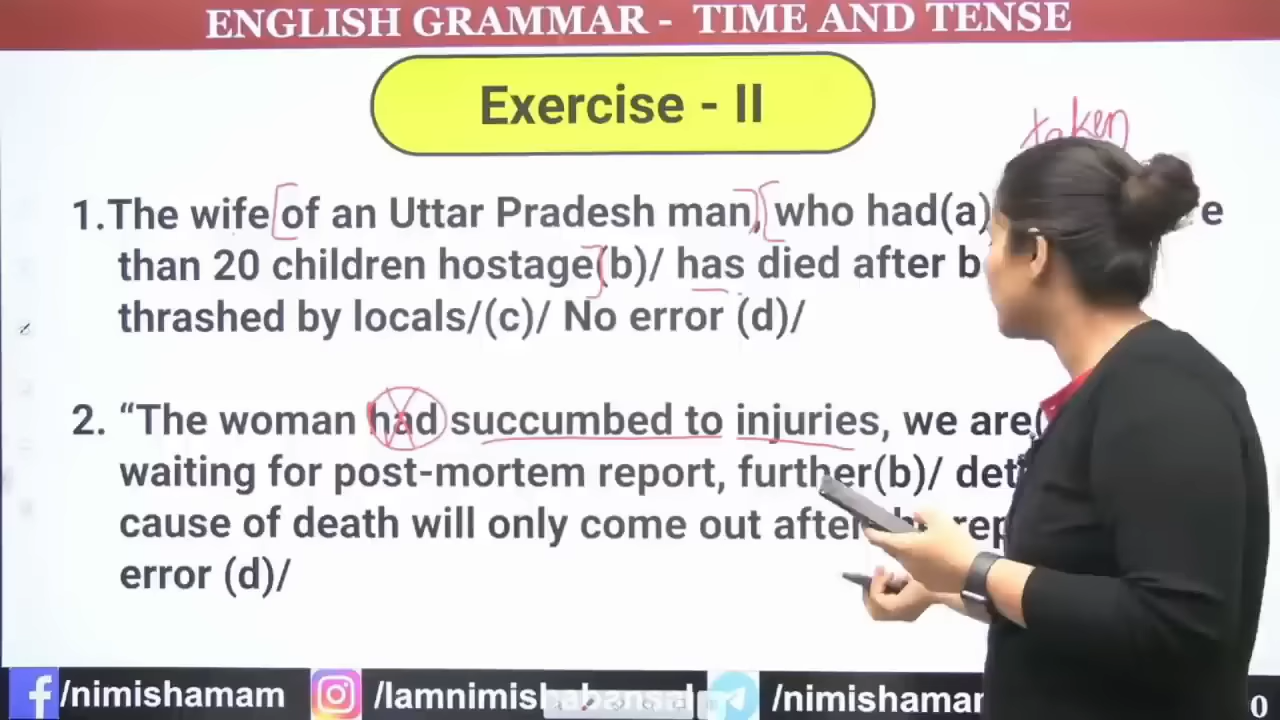 ENGLISH GRAMMAR - TIME AND TENSE
Exercise - II
taken
1.The wife of an Uttar Pradesh man, who had(a) e
than 20 children hostage(b)/ has died after b
thrashed by locals/(c)/ No error (d)/
2. “The woman had succumbed to injuries, we are(
waiting for post-mortem report, further(b)/ det
cause of death will only come out after rep
error (d)/
/nimishamam /Iamnimishabansal /nimishamam
0